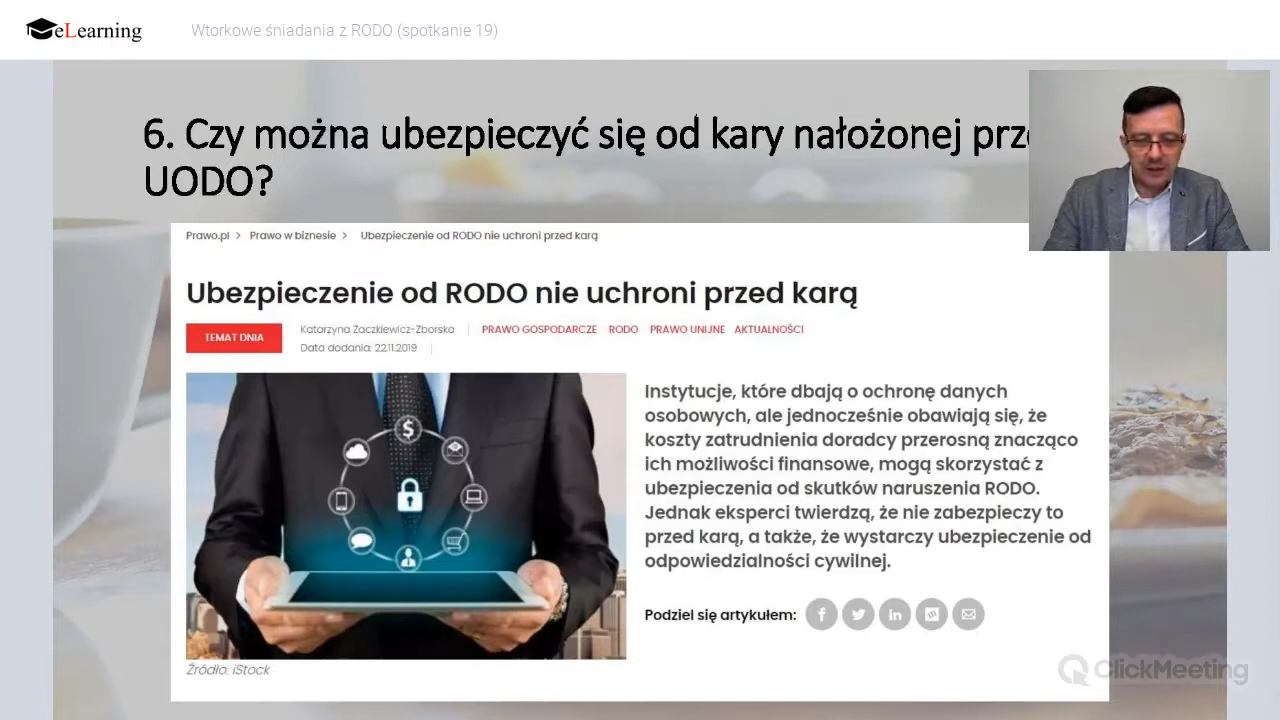 eLearning
Wtorkowe śniadania z RODO (spotkanie 19)
6. Czy można ubezpieczyć się od kary nałożonej prze
UODO?
Prawo.pl > Prawo w biznesie > Ubezpieczenie od RODO nie uchroni przed karą
Ubezpieczenie od RODO nie uchroni przed karą
TEMAT DNIA
Katarzyna Żaczkiewicz-Zborska
PRAWO GOSPODARCZE RODO PRAWO UNIJNE AKTUALNOŚCI
Data dodania: 22.11.2019
Instytucje, które dbają o ochronę danych
osobowych, ale jednocześnie obawiają się, że
koszty zatrudnienia doradcy przerosną znacząco
ich możliwości finansowe, mogą skorzystać z
ubezpieczenia od skutków naruszenia RODO.
Jednak eksperci twierdzą, że nie zabezpieczy to
przed karą, a także, że wystarczy ubezpieczenie od
odpowiedzialności cywilnej.
Podziel się artykułem:
Źródło: iStock
ClickMeeting